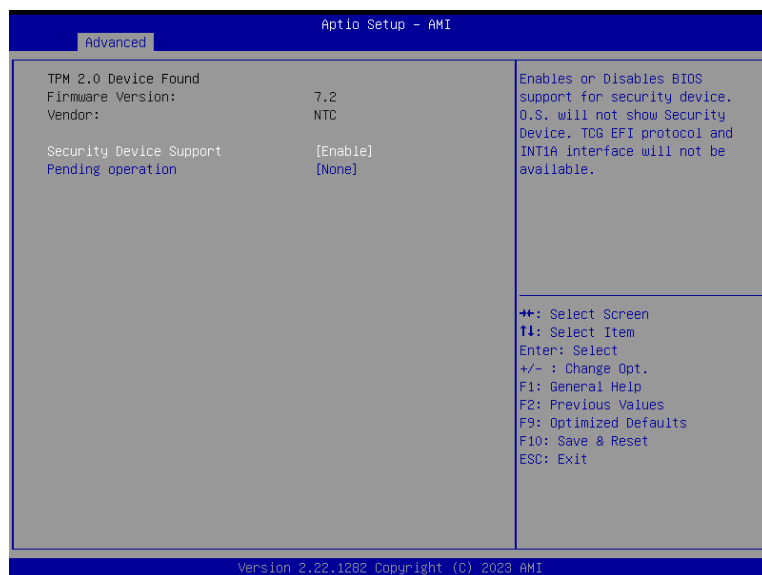 Aptio Setup – AMI
Advanced
TPM 2.0 Device Found
Firmware Version: 7.2
Vendor: NTC
Security Device Support [Enable]
Pending operation [None]
Enables or Disables BIOS
support for security device.
O.S. will not show Security
Device. TCG EFI protocol and
INT1A interface will not be
available.
→←: Select Screen
↑↓: Select Item
Enter: Select
+/- : Change Opt.
F1: General Help
F2: Previous Values
F9: Optimized Defaults
F10: Save & Reset
ESC: Exit
Version 2.22.1282 Copyright (C) 2023 AMI